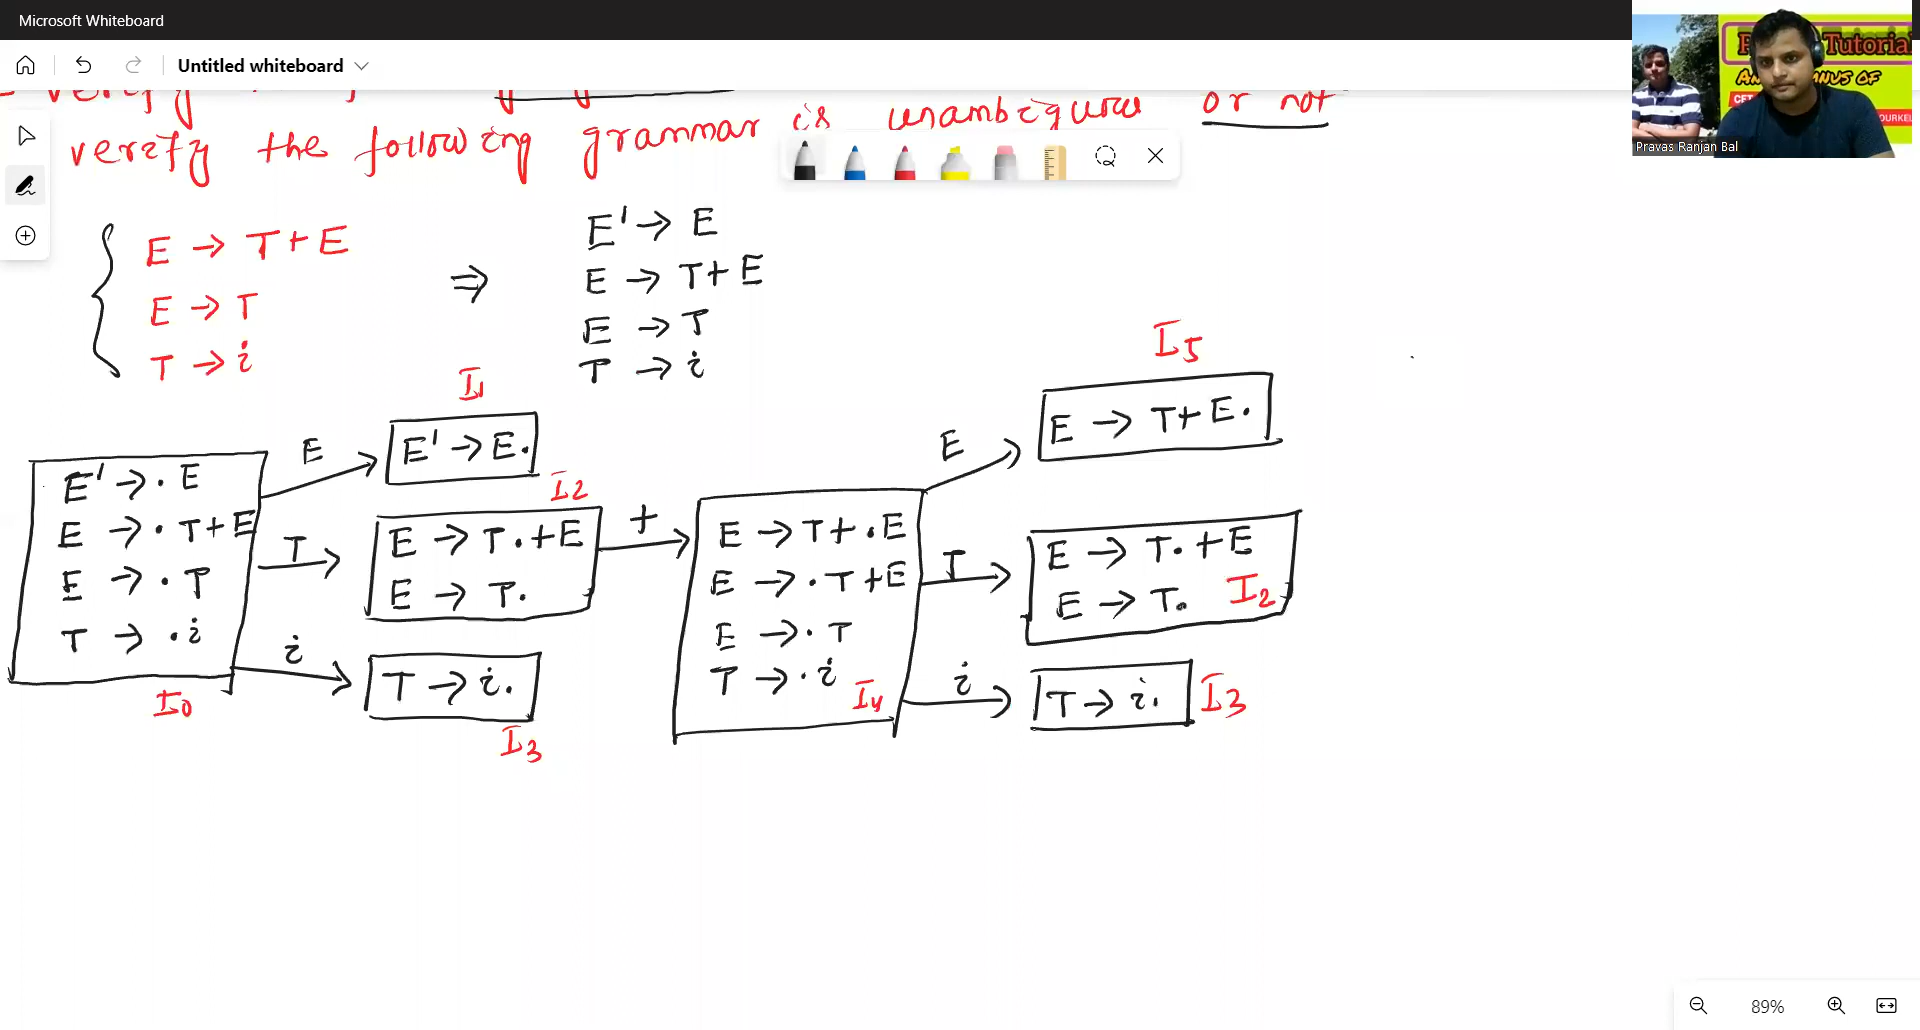 Microsoft Whiteboard
Untitled whiteboard
verify the following grammar is unambiguous or not
E → T+E
E → T
T → i
⇒
E' → E
E → T+E
E → T
T → i
E' → . E
E → . T+E
E → . T
T → . i
I0
E
E' → E.
I1
T
E → T.+E
E → T.
I2
i
T → i.
I3
+
E → T+.E
E → .T+E
E → . T
T → . i
I4
E
E → T+E.
I5
T
E → T.+E
E → T.
I2
i
T → i.
I3
Tutorial
Pravas Ranjan Bal
89%